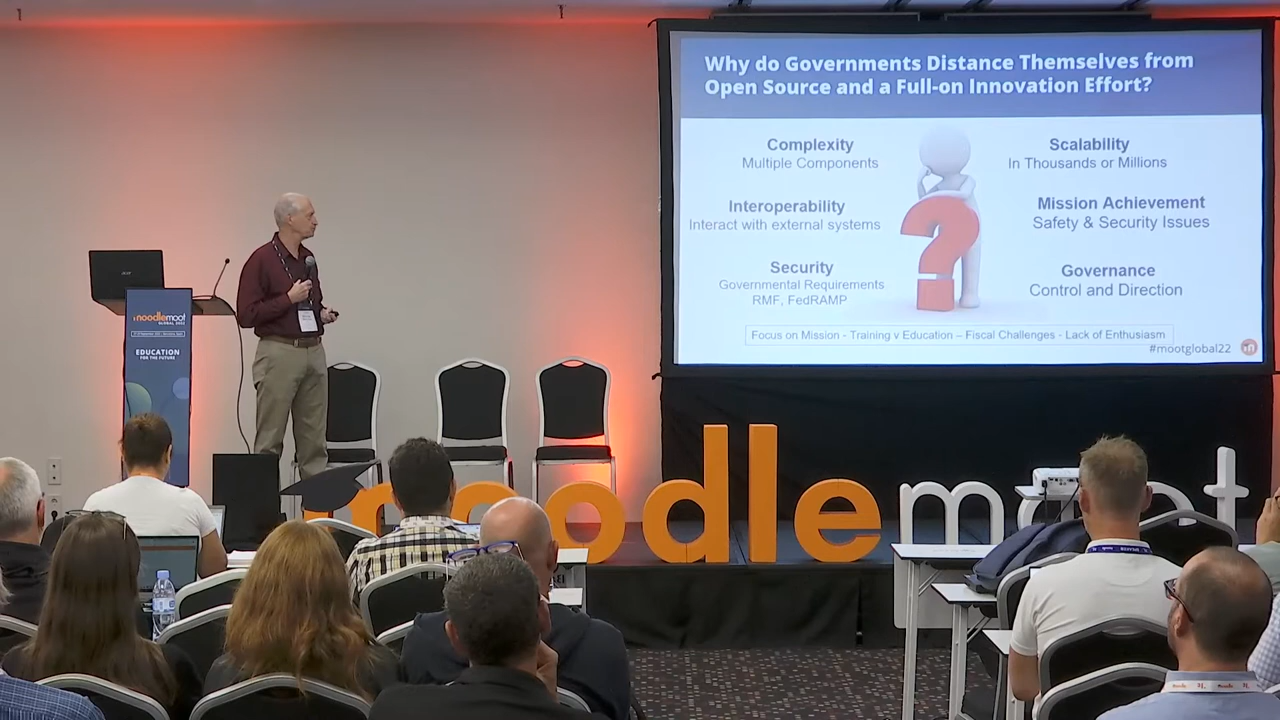 Why do Governments Distance Themselves from
Open Source and a Full-on Innovation Effort?
Complexity
Multiple Components
Scalability
In Thousands or Millions
Interoperability
Interact with external systems
Mission Achievement
Safety & Security Issues
Security
Governmental Requirements
RMF, FedRAMP
Governance
Control and Direction
Focus on Mission - Training v Education – Fiscal Challenges - Lack of Enthusiasm
#mootglobal22
acer
moodlemoot
GLOBAL 2022
EDUCATION
FOR THE FUTURE
moodle